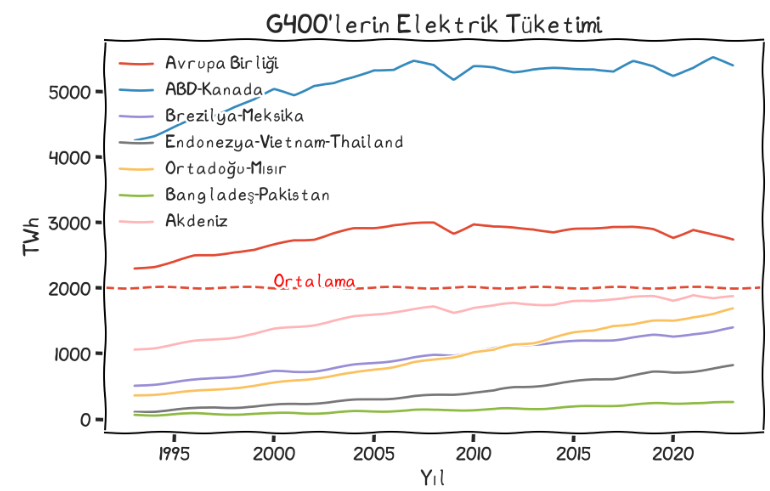 G400'lerin Elektrik Tüketimi
Avrupa Birliği
ABD-Kanada
Brezilya-Meksika
Endonezya-Vietnam-Thailand
Ortadoğu-Mısır
Bangladeş-Pakistan
Akdeniz
5000
4000
3000
2000
1000
0
TWh
Ortalama
1995
2000
2005
2010
2015
2020
Yıl